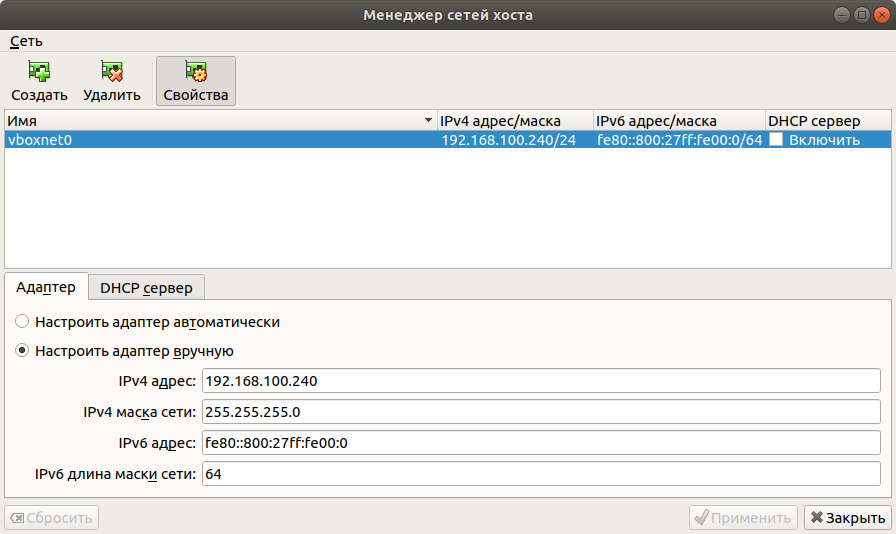 Менеджер сетей хоста
Сеть
Создать Удалить Свойства
Имя IPv4 адрес/маска IPv6 адрес/маска DHCP сервер
vboxnet0 192.168.100.240/24 fe80::800:27ff:fe00:0/64 Включить
Адаптер DHCP сервер
Настроить адаптер автоматически
Настроить адаптер вручную
IPv4 адрес: 192.168.100.240
IPv4 маска сети: 255.255.255.0
IPv6 адрес: fe80::800:27ff:fe00:0
IPv6 длина маски сети: 64
Сбросить Применить Закрыть